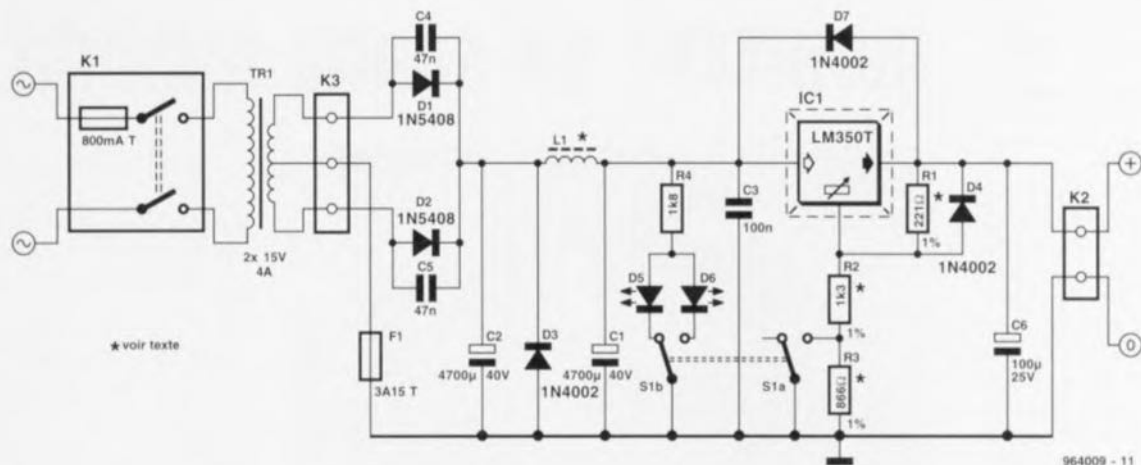 C4
47n
D1
1N5408
D7
1N4002
K1
TR1
K3
800mA T
2x 15V
4A
D2
1N5408
C5
47n
L1 *
IC1
LM350T
R4
1k8
C3
100n
R1
221Ω *
1%
D4
1N4002
K2
+
0
D5
D6
R2
1k3 *
1%
R3
866Ω *
1%
* voir texte
F1
3A15 T
C2
4700µ 40V
D3
1N4002
C1
4700µ 40V
S1b
S1a
C6
100µ
25V
964009 - 11